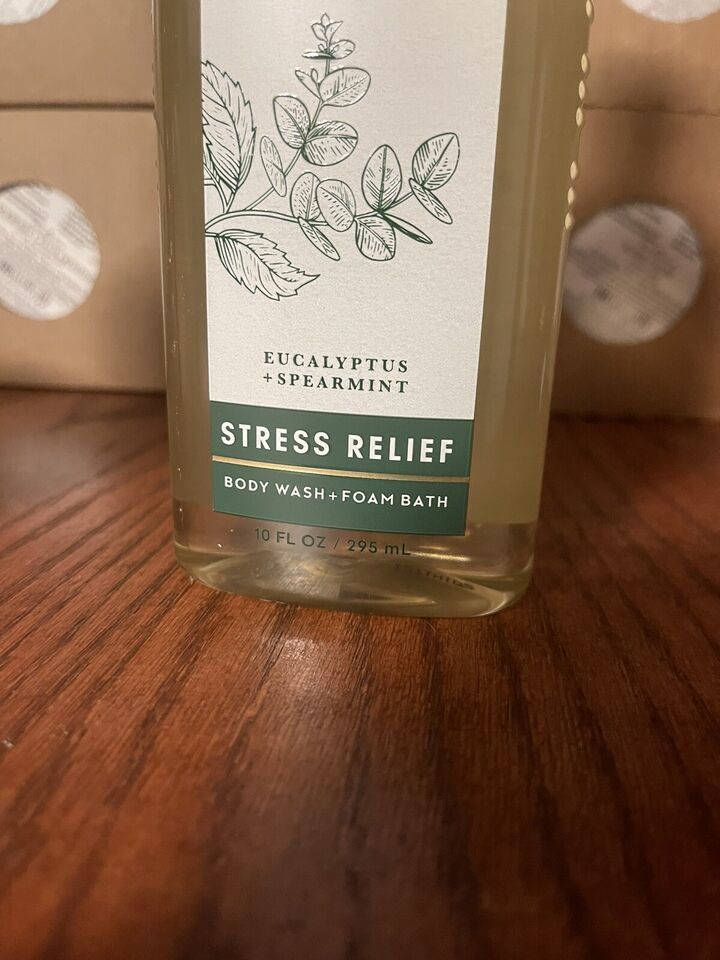 EUCALYPTUS
+SPEARMINT
STRESS RELIEF
BODY WASH+FOAM BATH
10 FL OZ / 295 mL